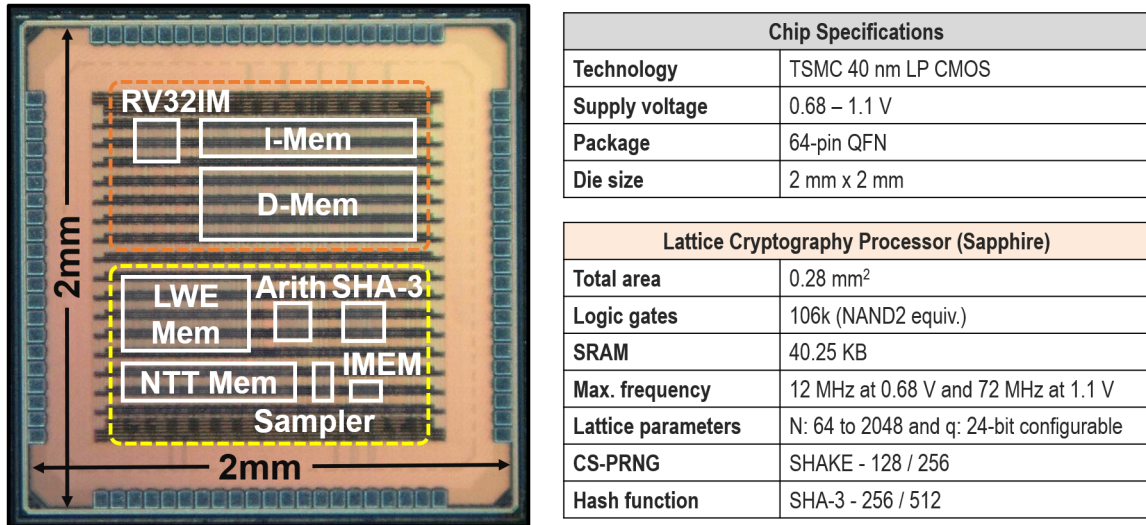 RV32IM
I-Mem
D-Mem
LWE
Mem
Arith SHA-3
NTT Mem
IMEM
Sampler
2mm
2mm
Chip Specifications
Technology TSMC 40 nm LP CMOS
Supply voltage 0.68 – 1.1 V
Package 64-pin QFN
Die size 2 mm x 2 mm
Lattice Cryptography Processor (Sapphire)
Total area 0.28 mm²
Logic gates 106k (NAND2 equiv.)
SRAM 40.25 KB
Max. frequency 12 MHz at 0.68 V and 72 MHz at 1.1 V
Lattice parameters N: 64 to 2048 and q: 24-bit configurable
CS-PRNG SHAKE - 128 / 256
Hash function SHA-3 - 256 / 512